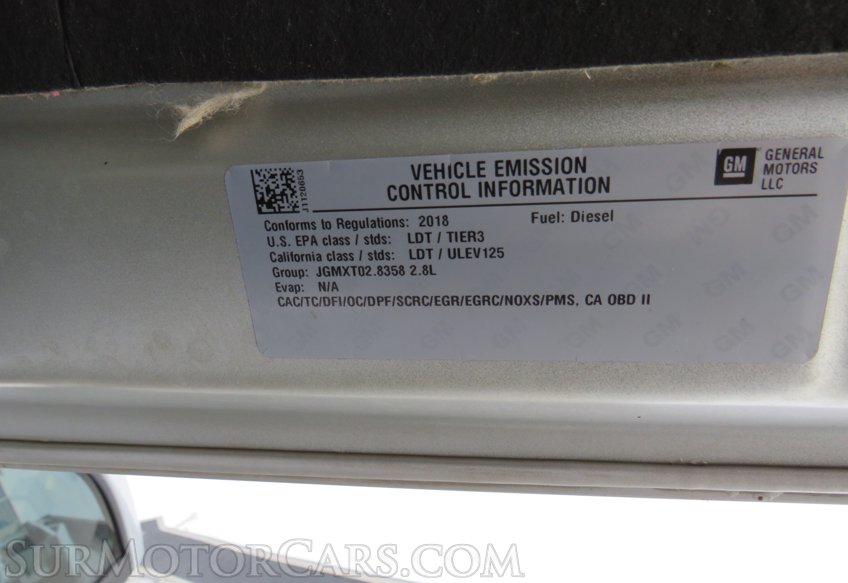 VEHICLE EMISSION
CONTROL INFORMATION
GM
GENERAL
MOTORS
LLC
J1120653
Conforms to Regulations: 2018
Fuel: Diesel
U.S. EPA class / stds: LDT / TIER3
California class / stds: LDT / ULEV125
Group: JGMXT02.8358 2.8L
Evap: N/A
CAC/TC/DFI/OC/DPF/SCRC/EGR/EGRC/NOXS/PMS, CA OBD II
SurMotorCars.com